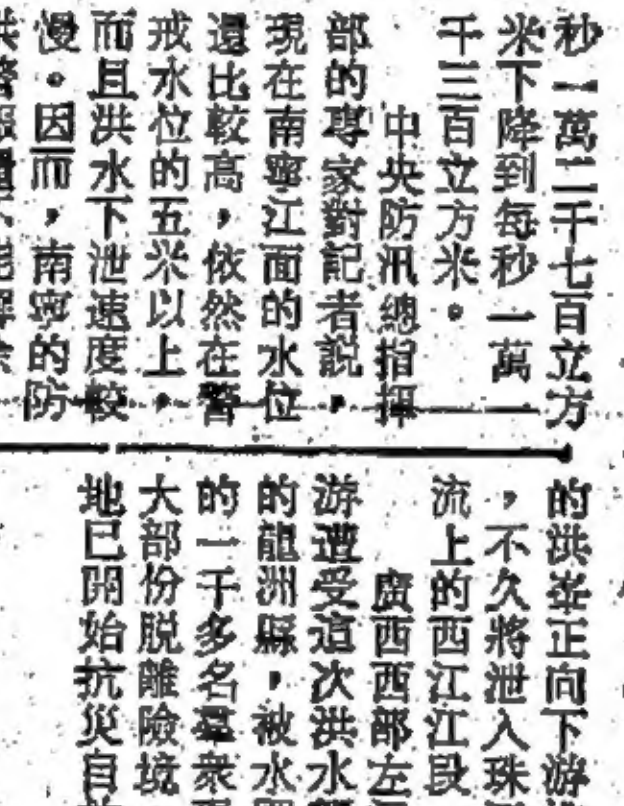 秒一萬二千七百立方
米下降到每秒一萬一
千三百立方米。
中央防汛總指揮
部的專家對記者說，
現在南寧江面的水位
還比較高，依然在警
戒水位的五米以上，
而且洪水下泄速度較
慢。因而，南寧的防
的洪峯正向下游
，不久將泄入珠
流上的西江江段
廣西西部左
游遭受這次洪水
的龍洲縣，被水
的一千多名羣眾
大部份脫離險境
地已開始抗災自